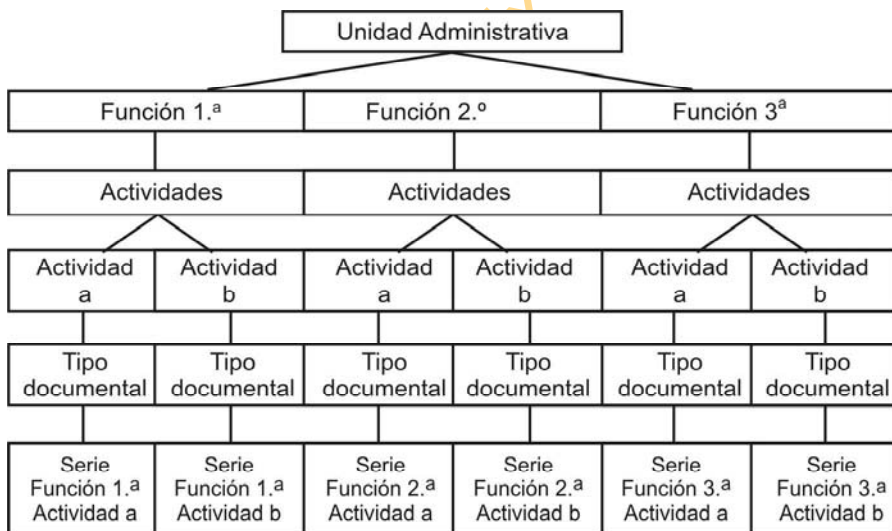 Unidad Administrativa
Función 1.ª
Función 2.º
Función 3ª
Actividades
Actividades
Actividades
Actividad
a
Actividad
b
Actividad
a
Actividad
b
Actividad
a
Actividad
b
Tipo
documental
Tipo
documental
Tipo
documental
Tipo
documental
Tipo
documental
Tipo
documental
Serie
Función 1.ª
Actividad a
Serie
Función 1.ª
Actividad b
Serie
Función 2.ª
Actividad a
Serie
Función 2.ª
Actividad b
Serie
Función 3.ª
Actividad a
Serie
Función 3.ª
Actividad b